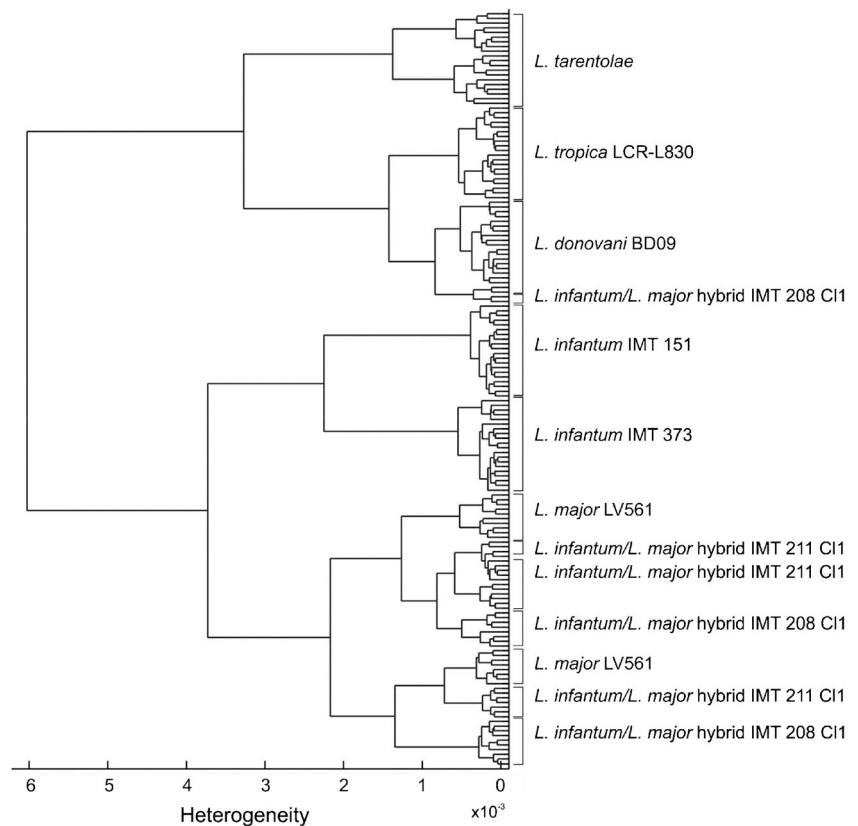 L. tarentolae
L. tropica LCR-L830
L. donovani BD09
L. infantum/L. major hybrid IMT 208 Cl1
L. infantum IMT 151
L. infantum IMT 373
L. major LV561
L. infantum/L. major hybrid IMT 211 Cl1
L. infantum/L. major hybrid IMT 211 Cl1
L. infantum/L. major hybrid IMT 208 Cl1
L. major LV561
L. infantum/L. major hybrid IMT 211 Cl1
L. infantum/L. major hybrid IMT 208 Cl1
6 5 4 3 2 1 0
Heterogeneity x10-3